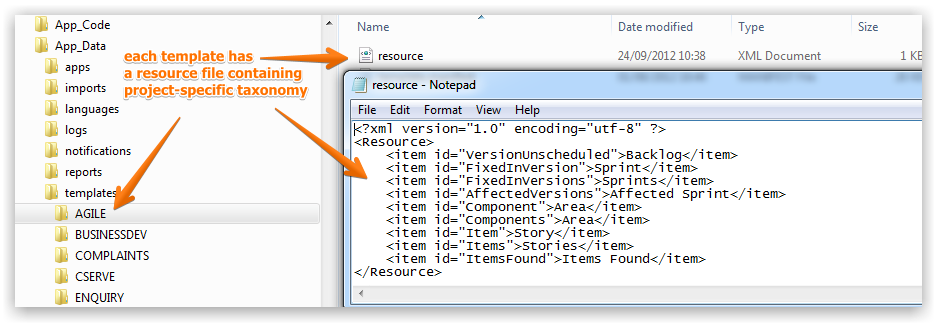 App_Code
App_Data
apps
imports
languages
logs
notifications
reports
templates
AGILE
BUSINESSDEV
COMPLAINTS
CSERVE
ENQUIRY
each template has
a resource file containing
project-specific taxonomy
Name Date modified Type Size
resource 24/09/2012 10:38 XML Document 1 KB
resource - Notepad
File Edit Format View Help
<?xml version="1.0" encoding="utf-8" ?>
<Resource>
<item id="VersionUnscheduled">Backlog</item>
<item id="FixedInVersion">Sprint</item>
<item id="FixedInVersions">Sprints</item>
<item id="AffectedVersions">Affected Sprint</item>
<item id="Component">Area</item>
<item id="Components">Area</item>
<item id="Item">Story</item>
<item id="Items">Stories</item>
<item id="ItemsFound">Items Found</item>
</Resource>